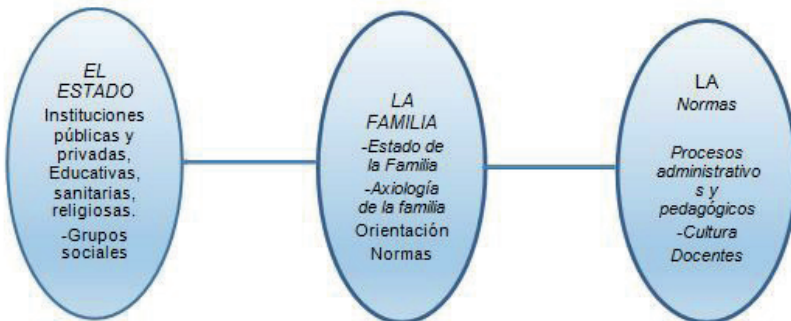 EL
ESTADO
Instituciones
públicas y
privadas,
Educativas,
sanitarias,
religiosas.
-Grupos
sociales
LA
FAMILIA
-Estado de
la Familia
-Axiología
de la familia
Orientación
Normas
LA
Normas
Procesos
administrativo
s y
pedagógicos
-Cultura
Docentes